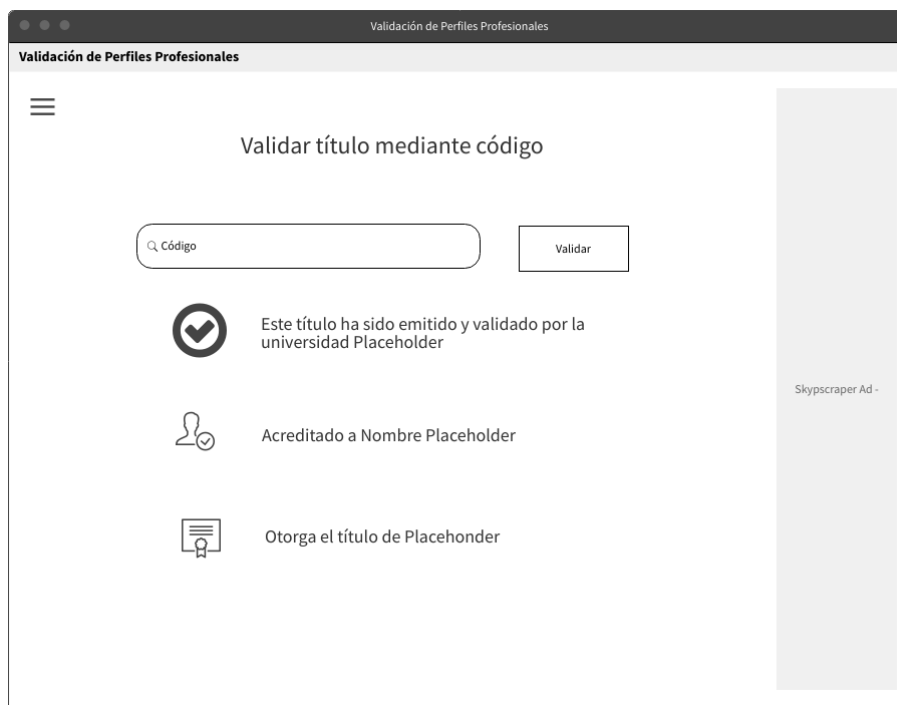 Validación de Perfiles Profesionales
Validación de Perfiles Profesionales
Validar título mediante código
Código
Validar
Este título ha sido emitido y validado por la
universidad Placeholder
Acreditado a Nombre Placeholder
Otorga el título de Placehonder
Skypscraper Ad -